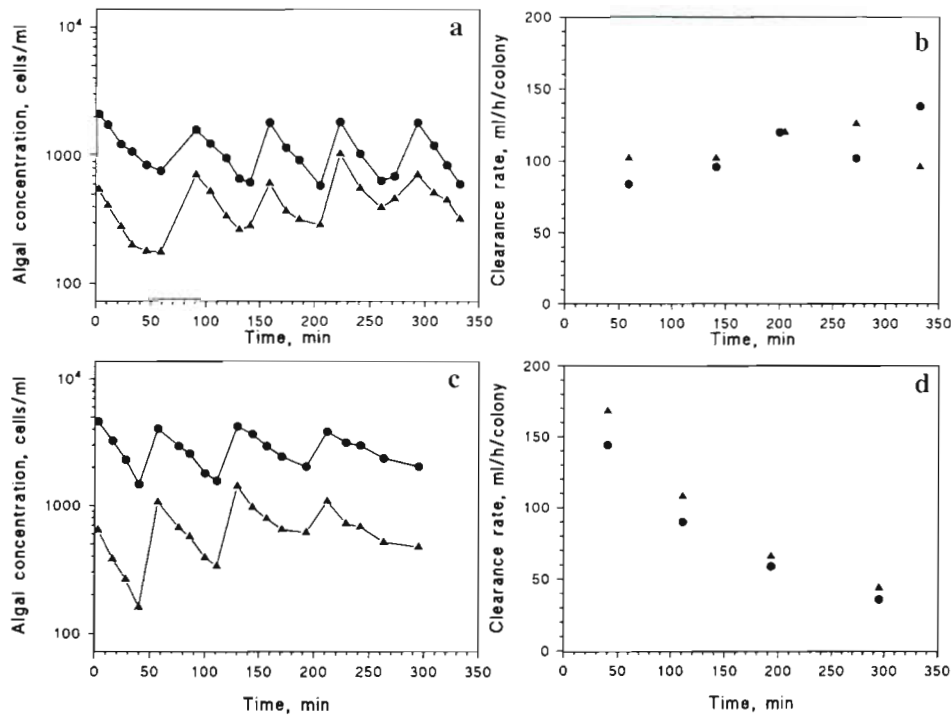 a
Algal concentration, cells/ml
10⁴
1000
100
0 50 100 150 200 250 300 350
Time, min
b
Clearance rate, ml/h/colony
200
150
100
50
0
0 50 100 150 200 250 300 350
Time, min
c
Algal concentration, cells/ml
10⁴
1000
100
0 50 100 150 200 250 300 350
Time, min
d
Clearance rate, ml/h/colony
200
150
100
50
0
0 50 100 150 200 250 300 350
Time, min